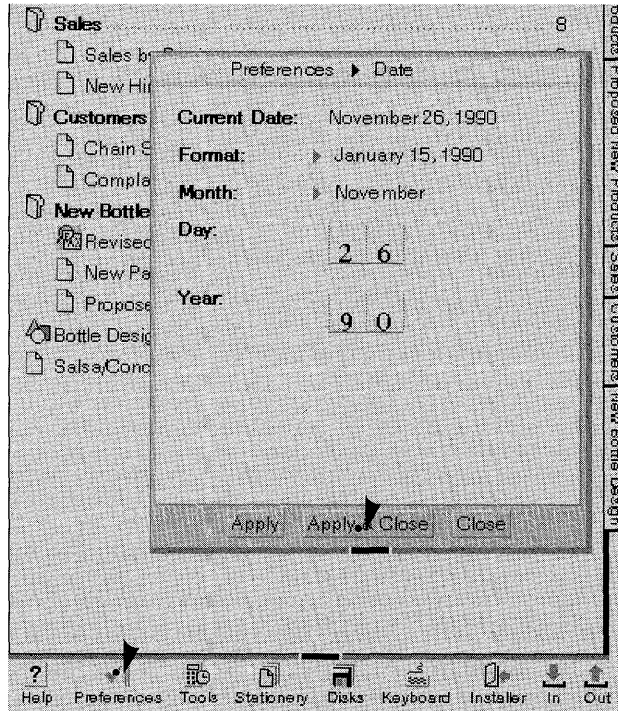 Sales 8
Sales by
New Hi
Customers
Chain S
Compla
New Bottle
Revised
New Pa
Propose
Bottle Desig
Salsa/Conc
Preferences ▶ Date
Current Date: November 26, 1990
Format: January 15, 1990
Month: November
Day: 2 6
Year: 9 0
Apply Apply Close Close
Proposed New Products
Sales
Customers
New Bottle Design
? Help Preferences Tools Stationery Disks Keyboard Installer In Out